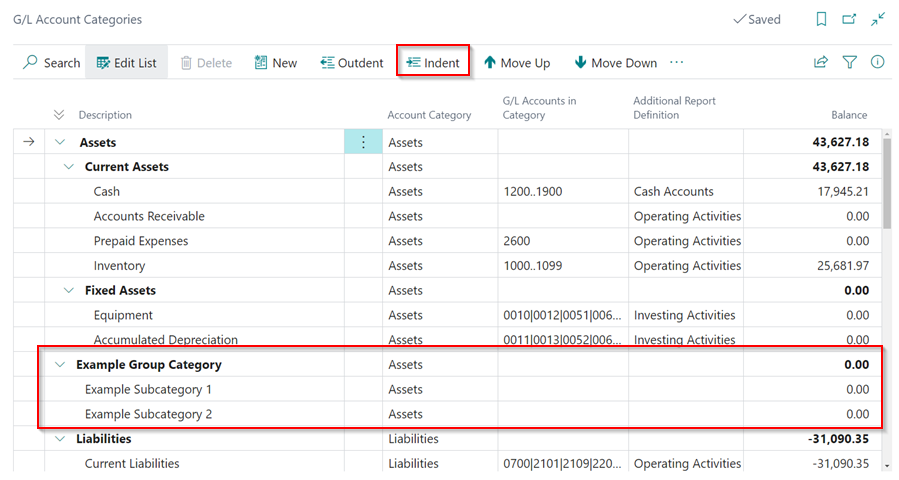 G/L Account Categories Saved
Search Edit List Delete New Outdent Indent Move Up Move Down ...
Description Account Category G/L Accounts in Category Additional Report Definition Balance
Assets Assets 43,627.18
Current Assets Assets 43,627.18
Cash Assets 1200..1900 Cash Accounts 17,945.21
Accounts Receivable Assets Operating Activities 0.00
Prepaid Expenses Assets 2600 Operating Activities 0.00
Inventory Assets 1000..1099 Operating Activities 25,681.97
Fixed Assets Assets 0.00
Equipment Assets 0010|0012|0051|006... Investing Activities 0.00
Accumulated Depreciation Assets 0011|0013|0052|006... Investing Activities 0.00
Example Group Category Assets 0.00
Example Subcategory 1 Assets 0.00
Example Subcategory 2 Assets 0.00
Liabilities Liabilities -31,090.35
Current Liabilities Liabilities 0700|2101|2109|220... Operating Activities -31,090.35